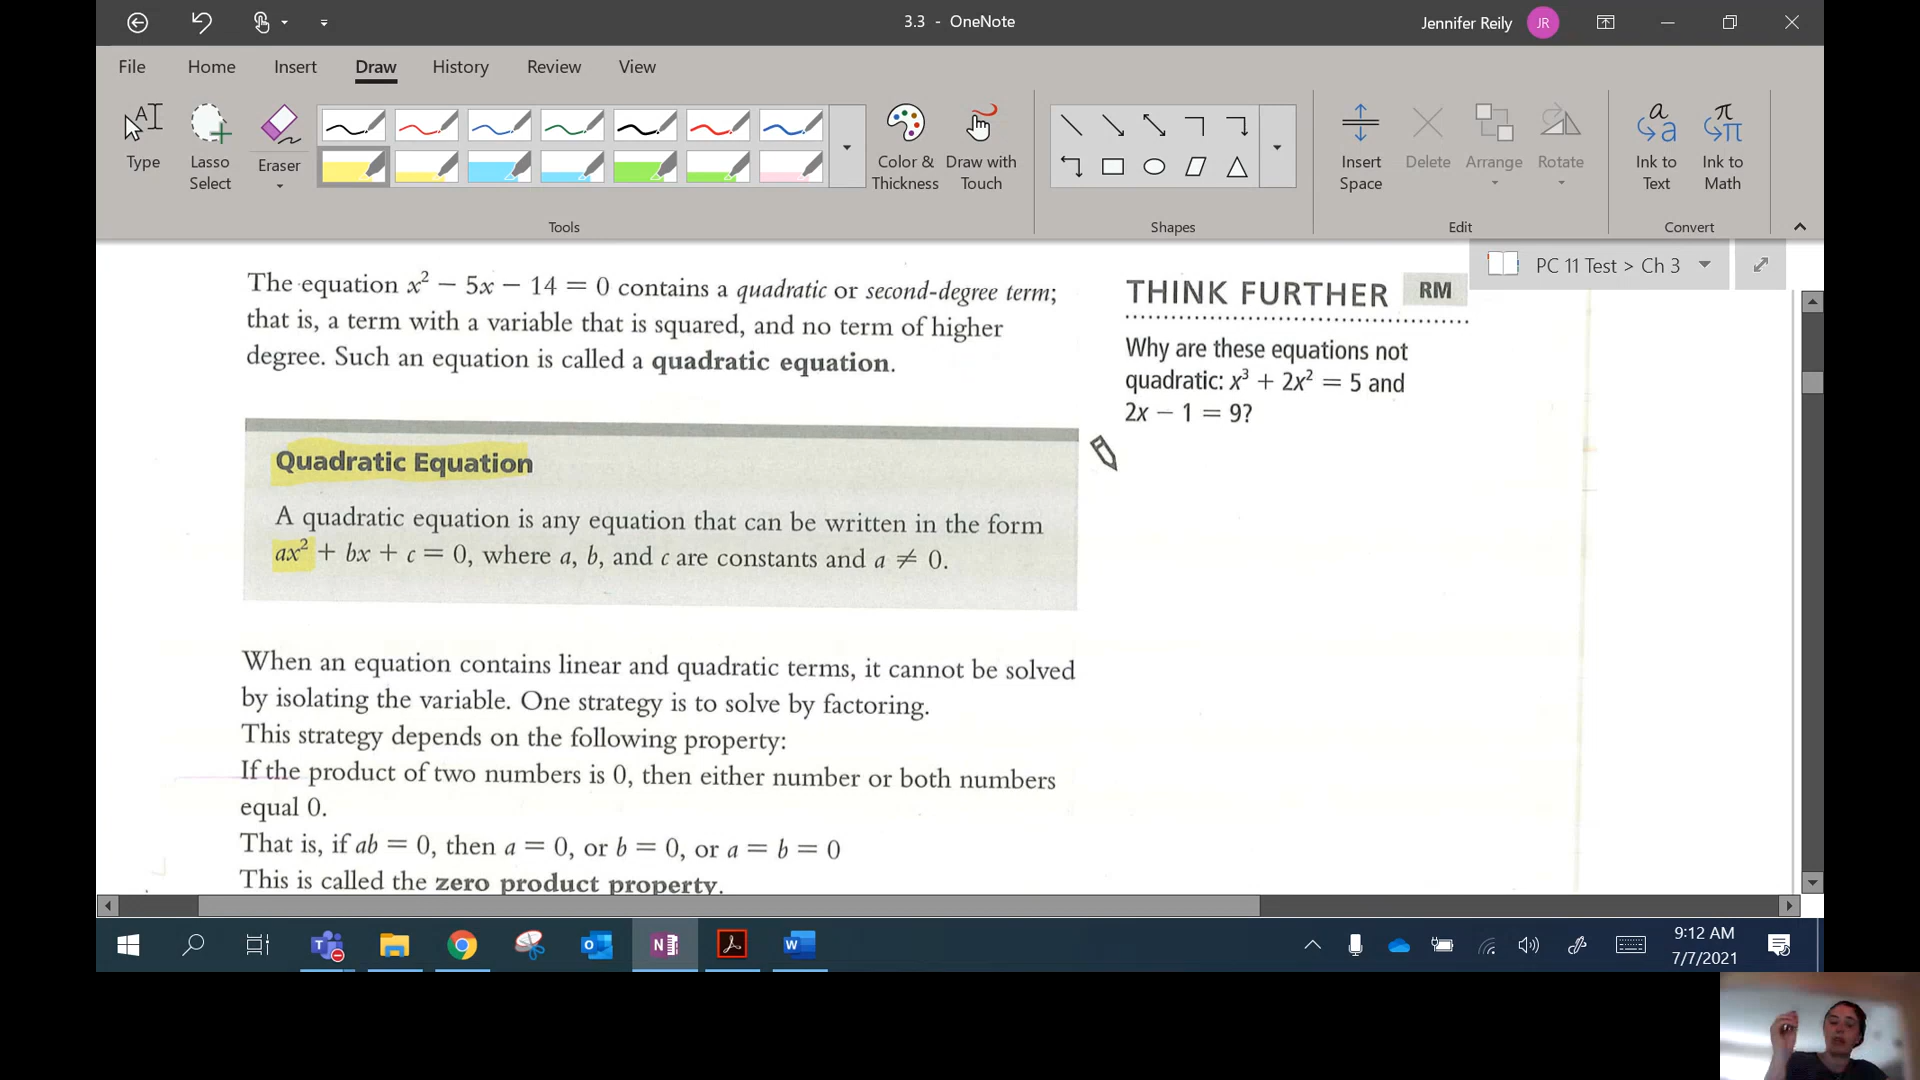 3.3 - OneNote
Jennifer Reily
JR
File Home Insert Draw History Review View
Type
Lasso Select
Eraser
Color & Thickness
Draw with Touch
Insert Space
Delete
Arrange
Rotate
Ink to Text
Ink to Math
Tools
Shapes
Edit
Convert
PC 11 Test > Ch 3
The equation x² − 5x − 14 = 0 contains a quadratic or second-degree term;
that is, a term with a variable that is squared, and no term of higher
degree. Such an equation is called a quadratic equation.
THINK FURTHER RM
Why are these equations not
quadratic: x³ + 2x² = 5 and
2x − 1 = 9?
Quadratic Equation
A quadratic equation is any equation that can be written in the form
ax² + bx + c = 0, where a, b, and c are constants and a ≠ 0.
When an equation contains linear and quadratic terms, it cannot be solved
by isolating the variable. One strategy is to solve by factoring.
This strategy depends on the following property:
If the product of two numbers is 0, then either number or both numbers
equal 0.
That is, if ab = 0, then a = 0, or b = 0, or a = b = 0
This is called the zero product property.
9:12 AM
7/7/2021